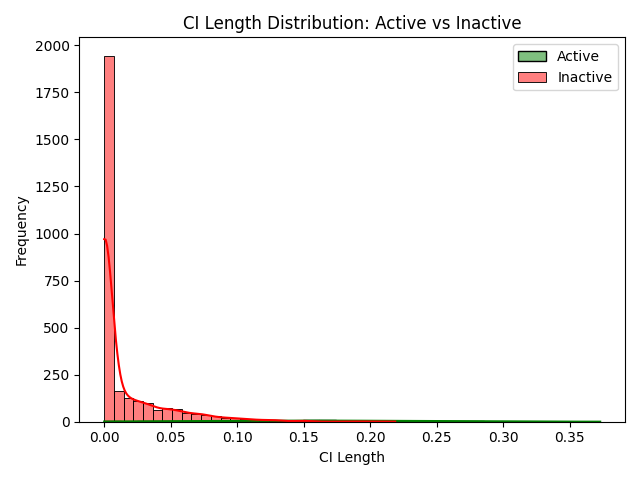 CI Length Distribution: Active vs Inactive
Active
Inactive
Frequency
2000
1750
1500
1250
1000
750
500
250
0
0.00 0.05 0.10 0.15 0.20 0.25 0.30 0.35
CI Length